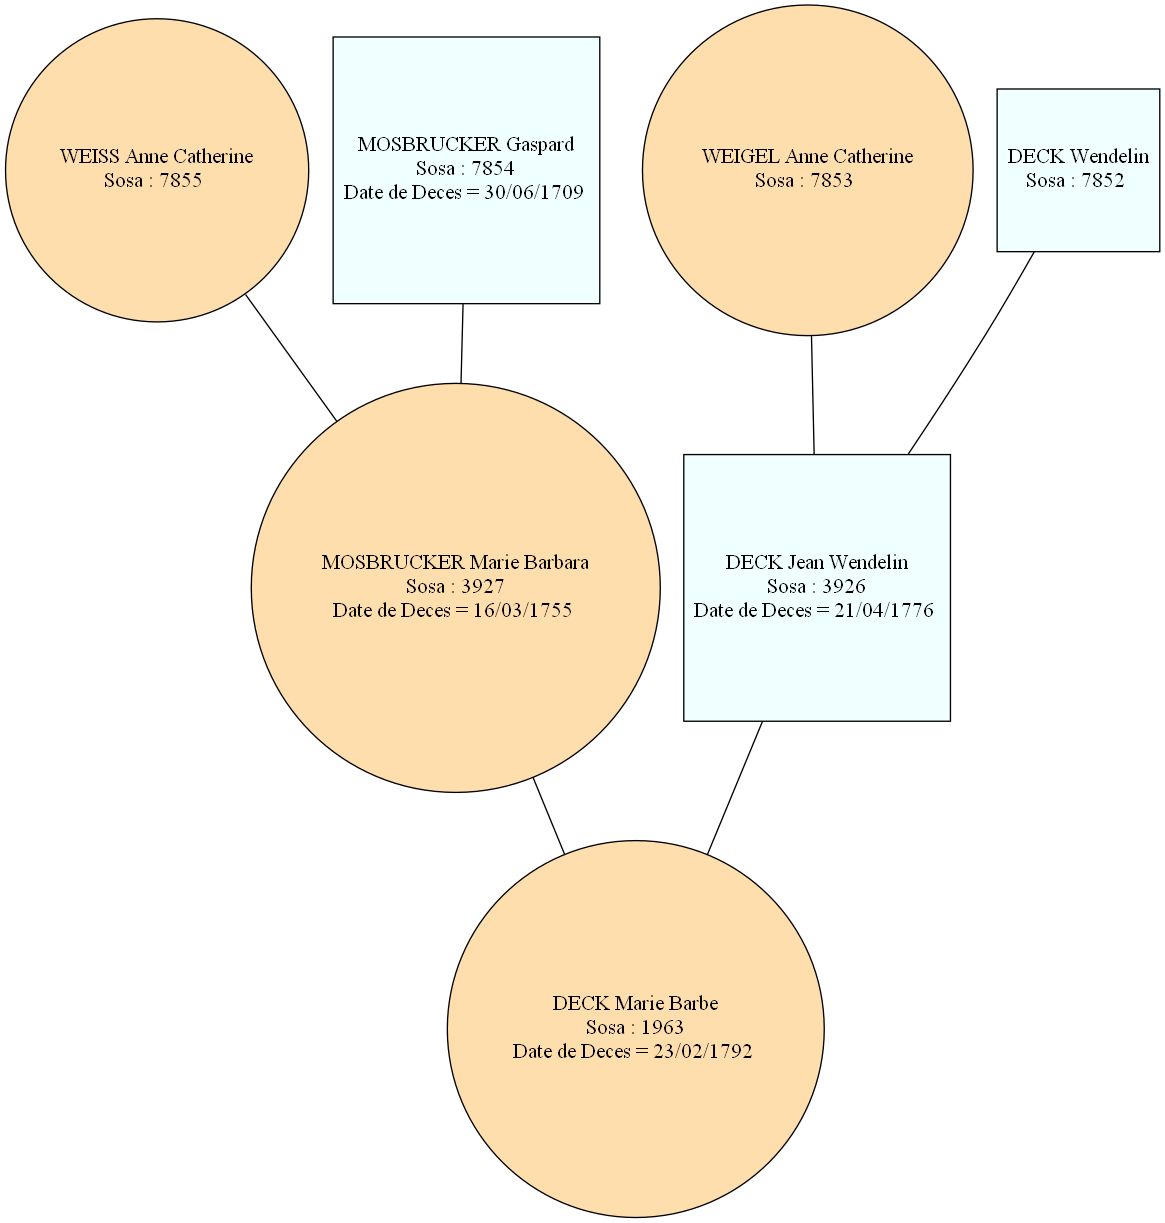 WEISS Anne Catherine
Sosa : 7855
MOSBRUCKER Gaspard
Sosa : 7854
Date de Deces = 30/06/1709
WEIGEL Anne Catherine
Sosa : 7853
DECK Wendelin
Sosa : 7852
MOSBRUCKER Marie Barbara
Sosa : 3927
Date de Deces = 16/03/1755
DECK Jean Wendelin
Sosa : 3926
Date de Deces = 21/04/1776
DECK Marie Barbe
Sosa : 1963
Date de Deces = 23/02/1792